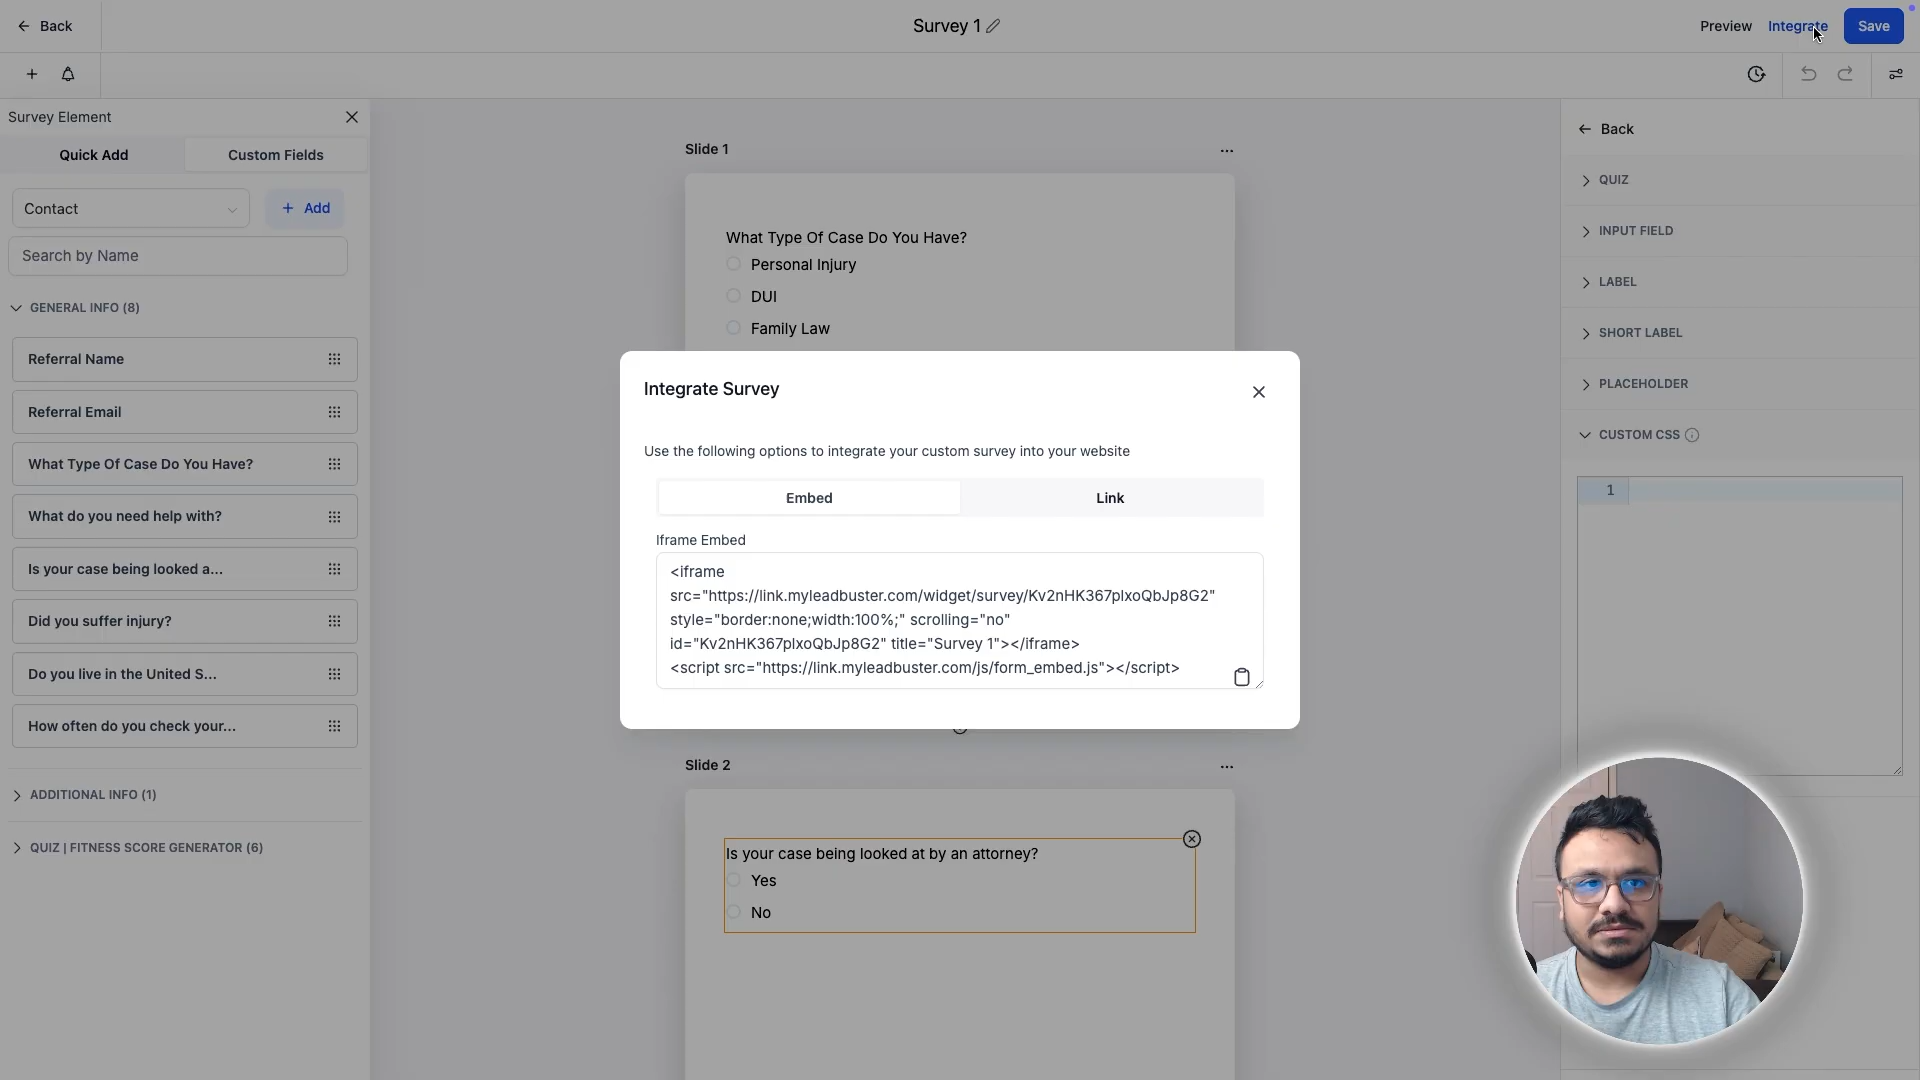 Back
Survey 1
Preview
Integrate
Save
Survey Element
Quick Add
Custom Fields
Contact
+ Add
Search by Name
GENERAL INFO (8)
Referral Name
Referral Email
What Type Of Case Do You Have?
What do you need help with?
Is your case being looked a...
Did you suffer injury?
Do you live in the United S...
How often do you check your...
ADDITIONAL INFO (1)
QUIZ | FITNESS SCORE GENERATOR (6)
Slide 1
What Type Of Case Do You Have?
Personal Injury
DUI
Family Law
Integrate Survey
Use the following options to integrate your custom survey into your website
Embed
Link
Iframe Embed
<iframe
src="https://link.myleadbuster.com/widget/survey/Kv2nHK367plxoQbJp8G2"
style="border:none;width:100%;" scrolling="no"
id="Kv2nHK367plxoQbJp8G2" title="Survey 1"></iframe>
<script src="https://link.myleadbuster.com/js/form_embed.js"></script>
Slide 2
Is your case being looked at by an attorney?
Yes
No
Back
QUIZ
INPUT FIELD
LABEL
SHORT LABEL
PLACEHOLDER
CUSTOM CSS
1